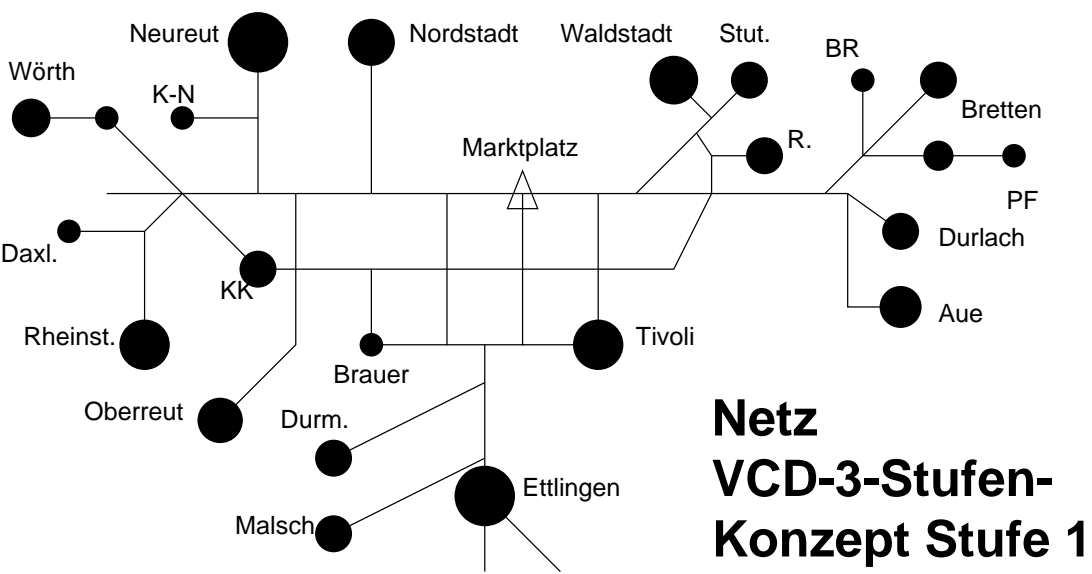 Neureut
Nordstadt
Waldstadt
Stut.
BR
Wörth
K-N
Bretten
Marktplatz
R.
PF
Daxl.
Durlach
KK
Rheinst.
Tivoli
Aue
Brauer
Oberreut
Durm.
Ettlingen
Malsch
Netz
VCD-3-Stufen-
Konzept Stufe 1